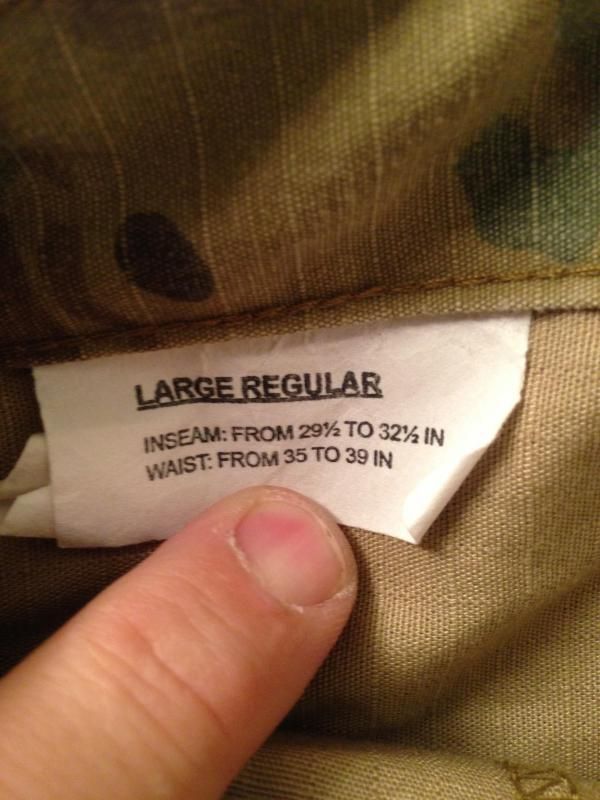 LARGE REGULAR
INSEAM: FROM 29½ TO 32½ IN
WAIST: FROM 35 TO 39 IN